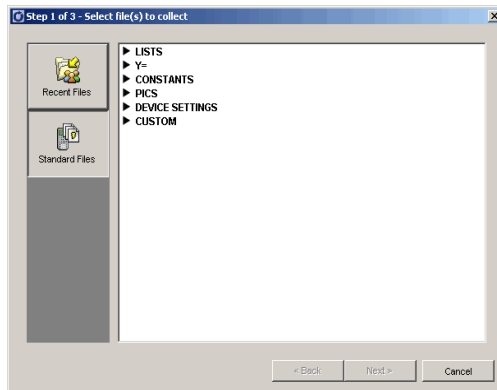 Step 1 of 3 - Select file(s) to collect
Recent Files
Standard Files
LISTS
Y=
CONSTANTS
PICS
DEVICE SETTINGS
CUSTOM
< Back
Next >
Cancel